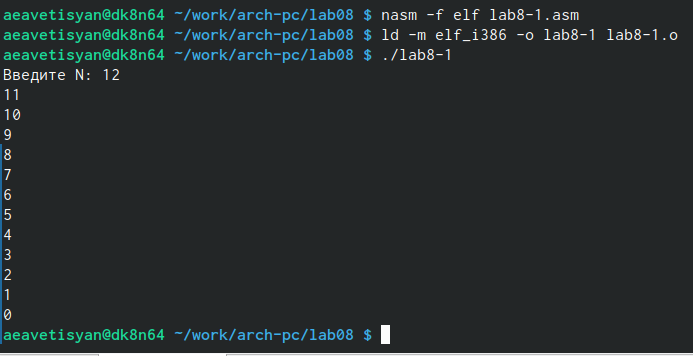 aeavetisyan@dk8n64 ~/work/arch-pc/lab08 $ nasm -f elf lab8-1.asm
aeavetisyan@dk8n64 ~/work/arch-pc/lab08 $ ld -m elf_i386 -o lab8-1 lab8-1.o
aeavetisyan@dk8n64 ~/work/arch-pc/lab08 $ ./lab8-1
Введите N: 12
11
10
9
8
7
6
5
4
3
2
1
0
aeavetisyan@dk8n64 ~/work/arch-pc/lab08 $